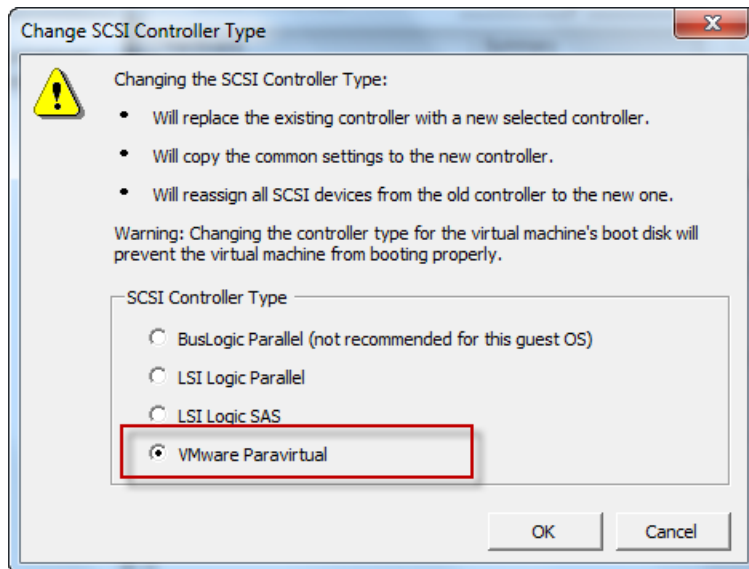 Change SCSI Controller Type
Changing the SCSI Controller Type:
• Will replace the existing controller with a new selected controller.
• Will copy the common settings to the new controller.
• Will reassign all SCSI devices from the old controller to the new one.
Warning: Changing the controller type for the virtual machine's boot disk will
prevent the virtual machine from booting properly.
SCSI Controller Type
BusLogic Parallel (not recommended for this guest OS)
LSI Logic Parallel
LSI Logic SAS
VMware Paravirtual
OK Cancel